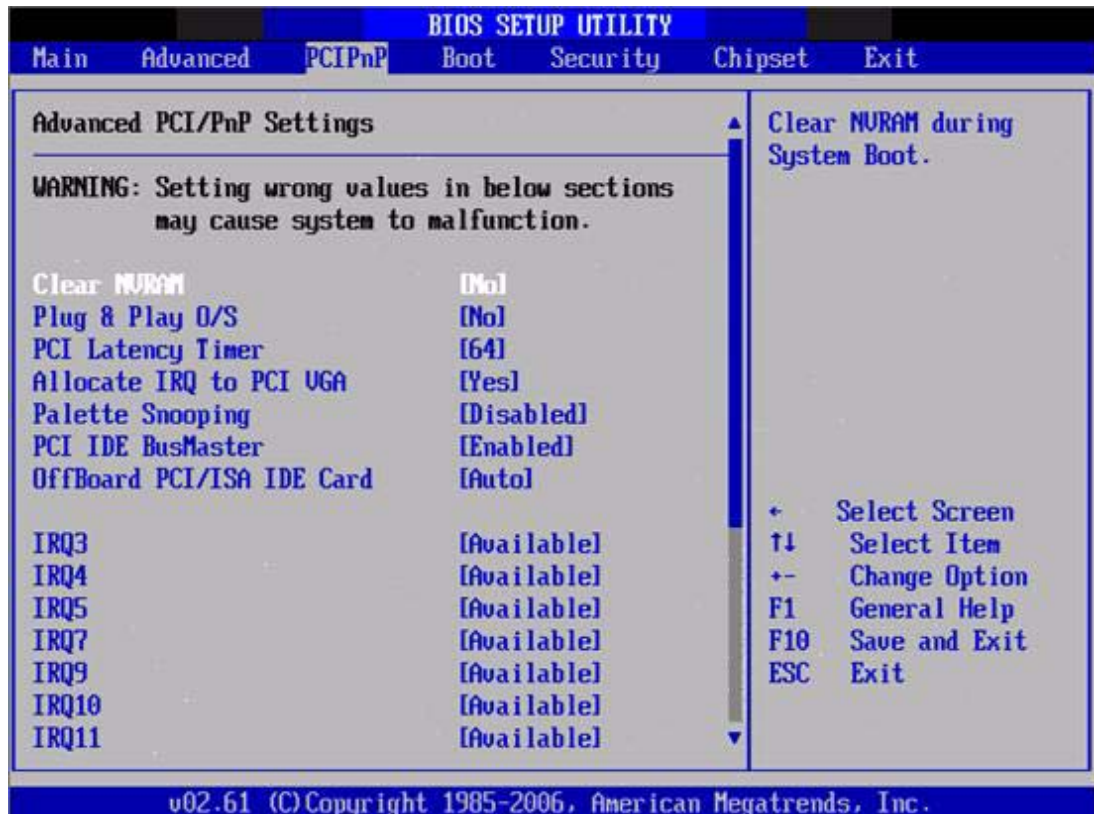 BIOS SETUP UTILITY
Main Advanced PCIPnP Boot Security Chipset Exit
Advanced PCI/PnP Settings
WARNING: Setting wrong values in below sections
may cause system to malfunction.
Clear NVRAM [No]
Plug & Play O/S [No]
PCI Latency Timer [64]
Allocate IRQ to PCI VGA [Yes]
Palette Snooping [Disabled]
PCI IDE BusMaster [Enabled]
OffBoard PCI/ISA IDE Card [Auto]
IRQ3 [Available]
IRQ4 [Available]
IRQ5 [Available]
IRQ7 [Available]
IRQ9 [Available]
IRQ10 [Available]
IRQ11 [Available]
Clear NVRAM during
System Boot.
← Select Screen
↑↓ Select Item
+- Change Option
F1 General Help
F10 Save and Exit
ESC Exit
v02.61 (C)Copyright 1985-2006, American Megatrends, Inc.